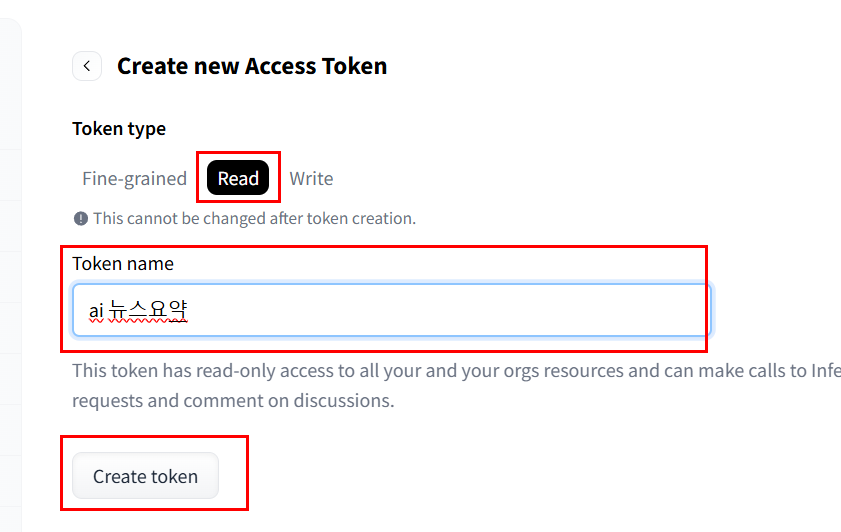 Create new Access Token
Token type
Fine-grained Read Write
This cannot be changed after token creation.
Token name
ai 뉴스요약
This token has read-only access to all your and your orgs resources and can make calls to Infe
requests and comment on discussions.
Create token